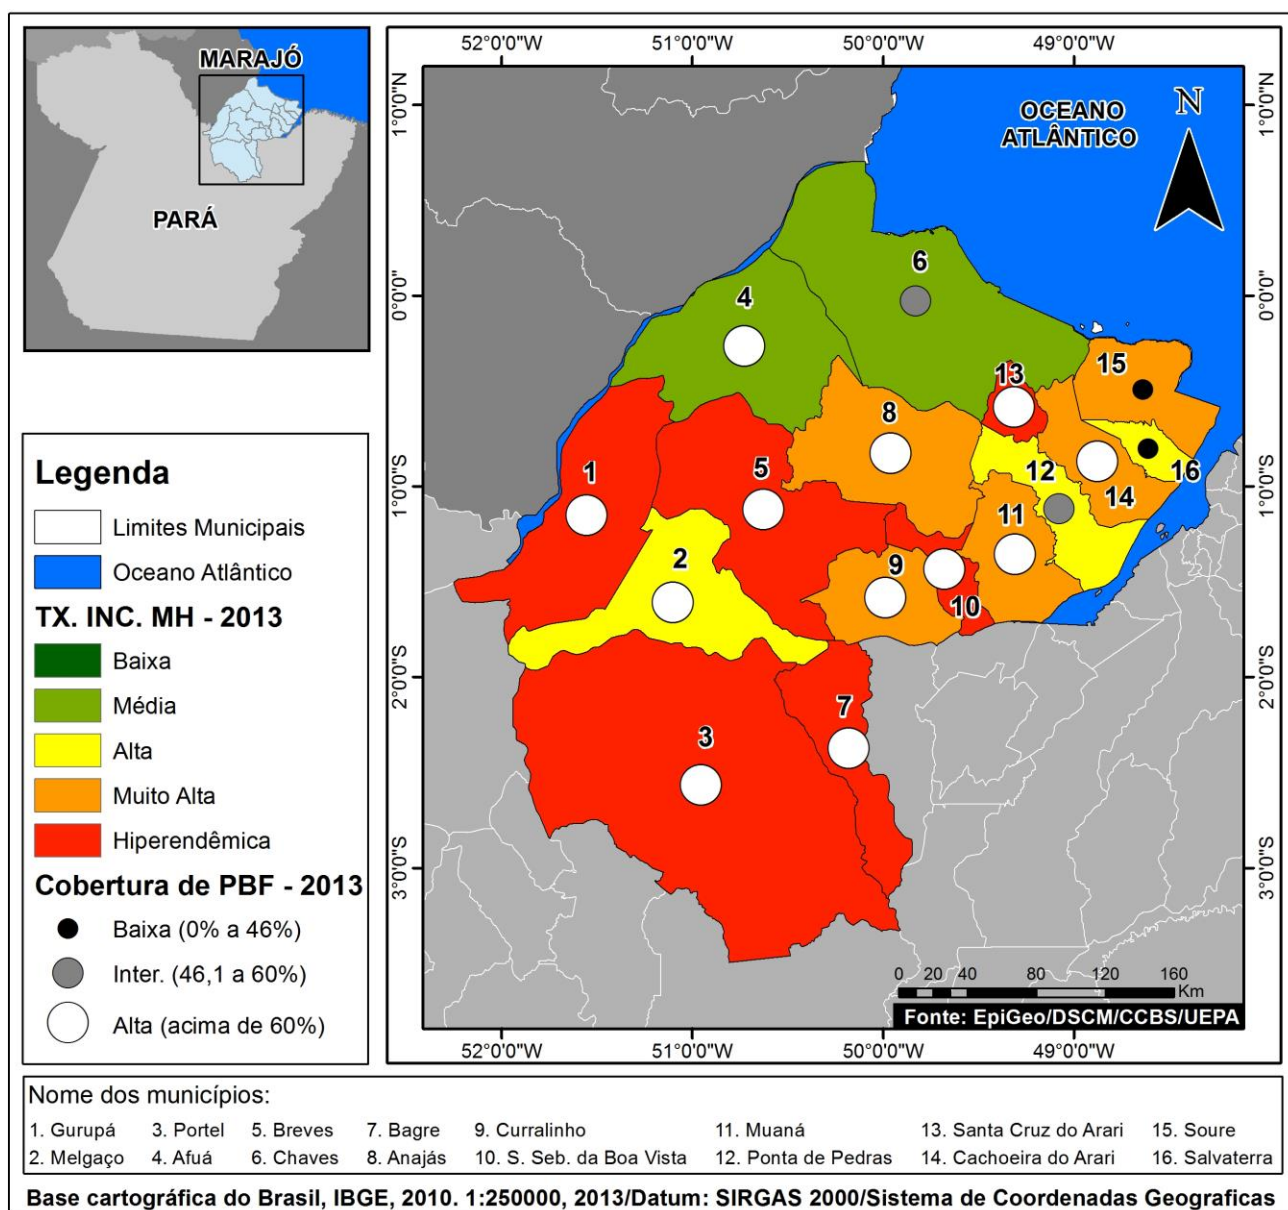 MARAJÓ
PARÁ
52°0'0"W 51°0'0"W 50°0'0"W 49°0'0"W
OCEANO
ATLÂNTICO
N
1°0'0"N
0°0'0"
1°0'0"S
2°0'0"S
3°0'0"S
1°0'0"N
0°0'0"
1°0'0"S
2°0'0"S
3°0'0"S
6
4
15
13
8
1
5
12
16
14
11
2
9
10
7
3
0 20 40 80 120 160
Km
Fonte: EpiGeo/DSCM/CCBS/UEPA
52°0'0"W 51°0'0"W 50°0'0"W 49°0'0"W
Legenda
Limites Municipais
Oceano Atlântico
TX. INC. MH - 2013
Baixa
Média
Alta
Muito Alta
Hiperendêmica
Cobertura de PBF - 2013
Baixa (0% a 46%)
Inter. (46,1 a 60%)
Alta (acima de 60%)
Nome dos municípios:
1. Gurupá 3. Portel 5. Breves 7. Bagre 9. Curralinho 11. Muaná 13. Santa Cruz do Arari 15. Soure
2. Melgaço 4. Afuá 6. Chaves 8. Anajás 10. S. Seb. da Boa Vista 12. Ponta de Pedras 14. Cachoeira do Arari 16. Salvaterra
Base cartográfica do Brasil, IBGE, 2010. 1:250000, 2013/Datum: SIRGAS 2000/Sistema de Coordenadas Geograficas